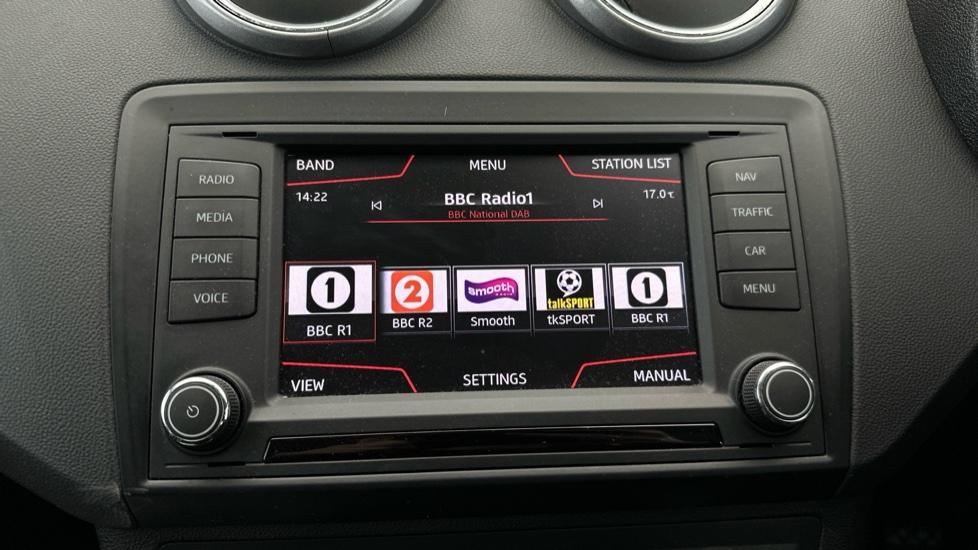 BAND MENU STATION LIST
14:22 BBC Radio1 17.0℃
BBC National DAB
1 2 smooth RADIO talkSPORT 1
BBC R1 BBC R2 Smooth tkSPORT BBC R1
VIEW SETTINGS MANUAL
RADIO
MEDIA
PHONE
VOICE
NAV
TRAFFIC
CAR
MENU